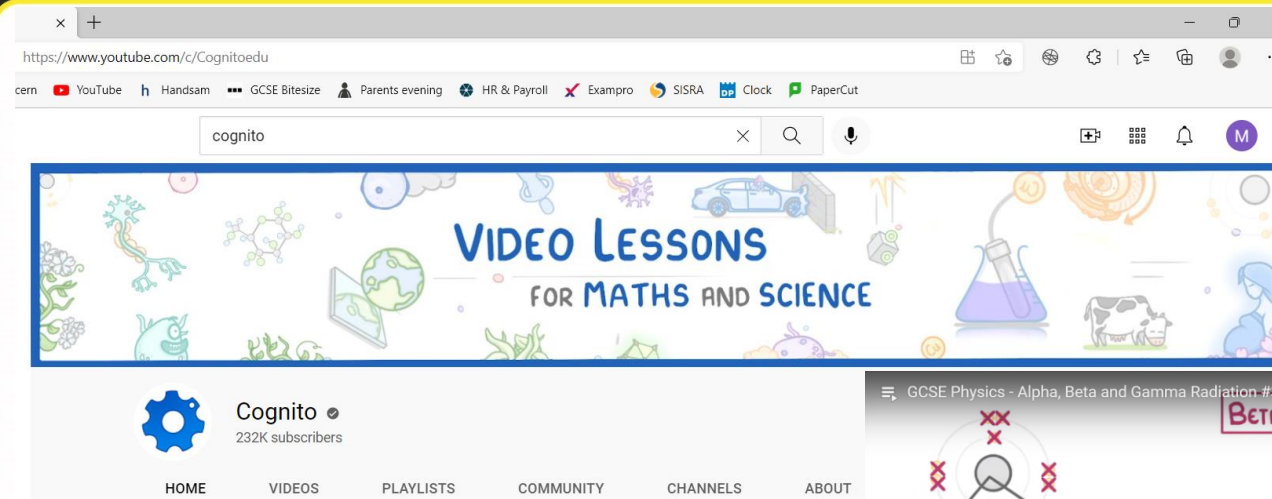 https://www.youtube.com/c/Cognitoedu
cern YouTube h Handsam GCSE Bitesize Parents evening HR & Payroll Exampro SISRA DP Clock P PaperCut
cognito
M
VIDEO LESSONS
FOR MATHS AND SCIENCE
Cognito
232K subscribers
GCSE Physics - Alpha, Beta and Gamma Radiation #
HOME VIDEOS PLAYLISTS COMMUNITY CHANNELS ABOUT